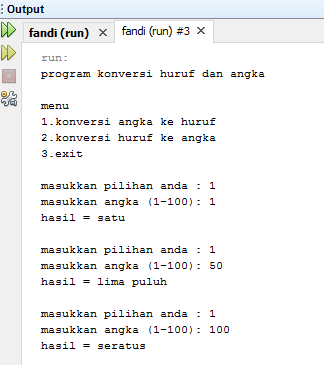 Output
fandi (run) fandi (run) #3
run:
program konversi huruf dan angka
menu
1.konversi angka ke huruf
2.konversi huruf ke angka
3.exit
masukkan pilihan anda : 1
masukkan angka (1-100): 1
hasil = satu
masukkan pilihan anda : 1
masukkan angka (1-100): 50
hasil = lima puluh
masukkan pilihan anda : 1
masukkan angka (1-100): 100
hasil = seratus